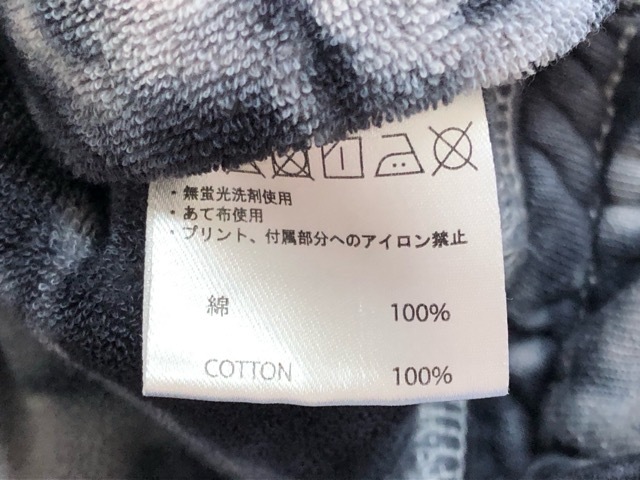 ・無蛍光洗剤使用
・あて布使用
・プリント、付属部分へのアイロン禁止
綿 100%
COTTON 100%